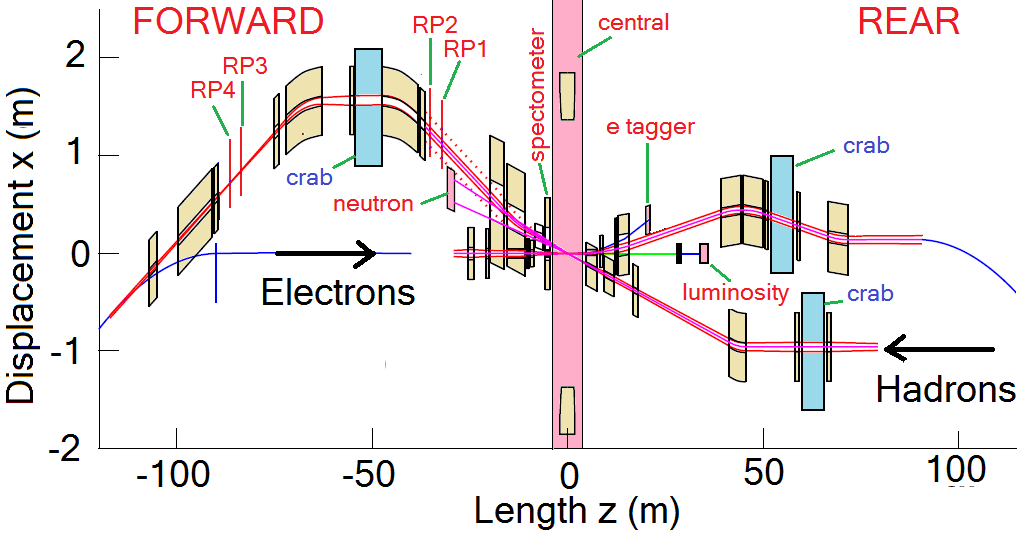 FORWARD
REAR
RP2
RP1
central
RP3
RP4
spectometer
e tagger
crab
crab
neutron
Electrons
luminosity
crab
Hadrons
Displacement x (m)
2
1
0
-1
-2
-100
-50
0
50
100
Length z (m)